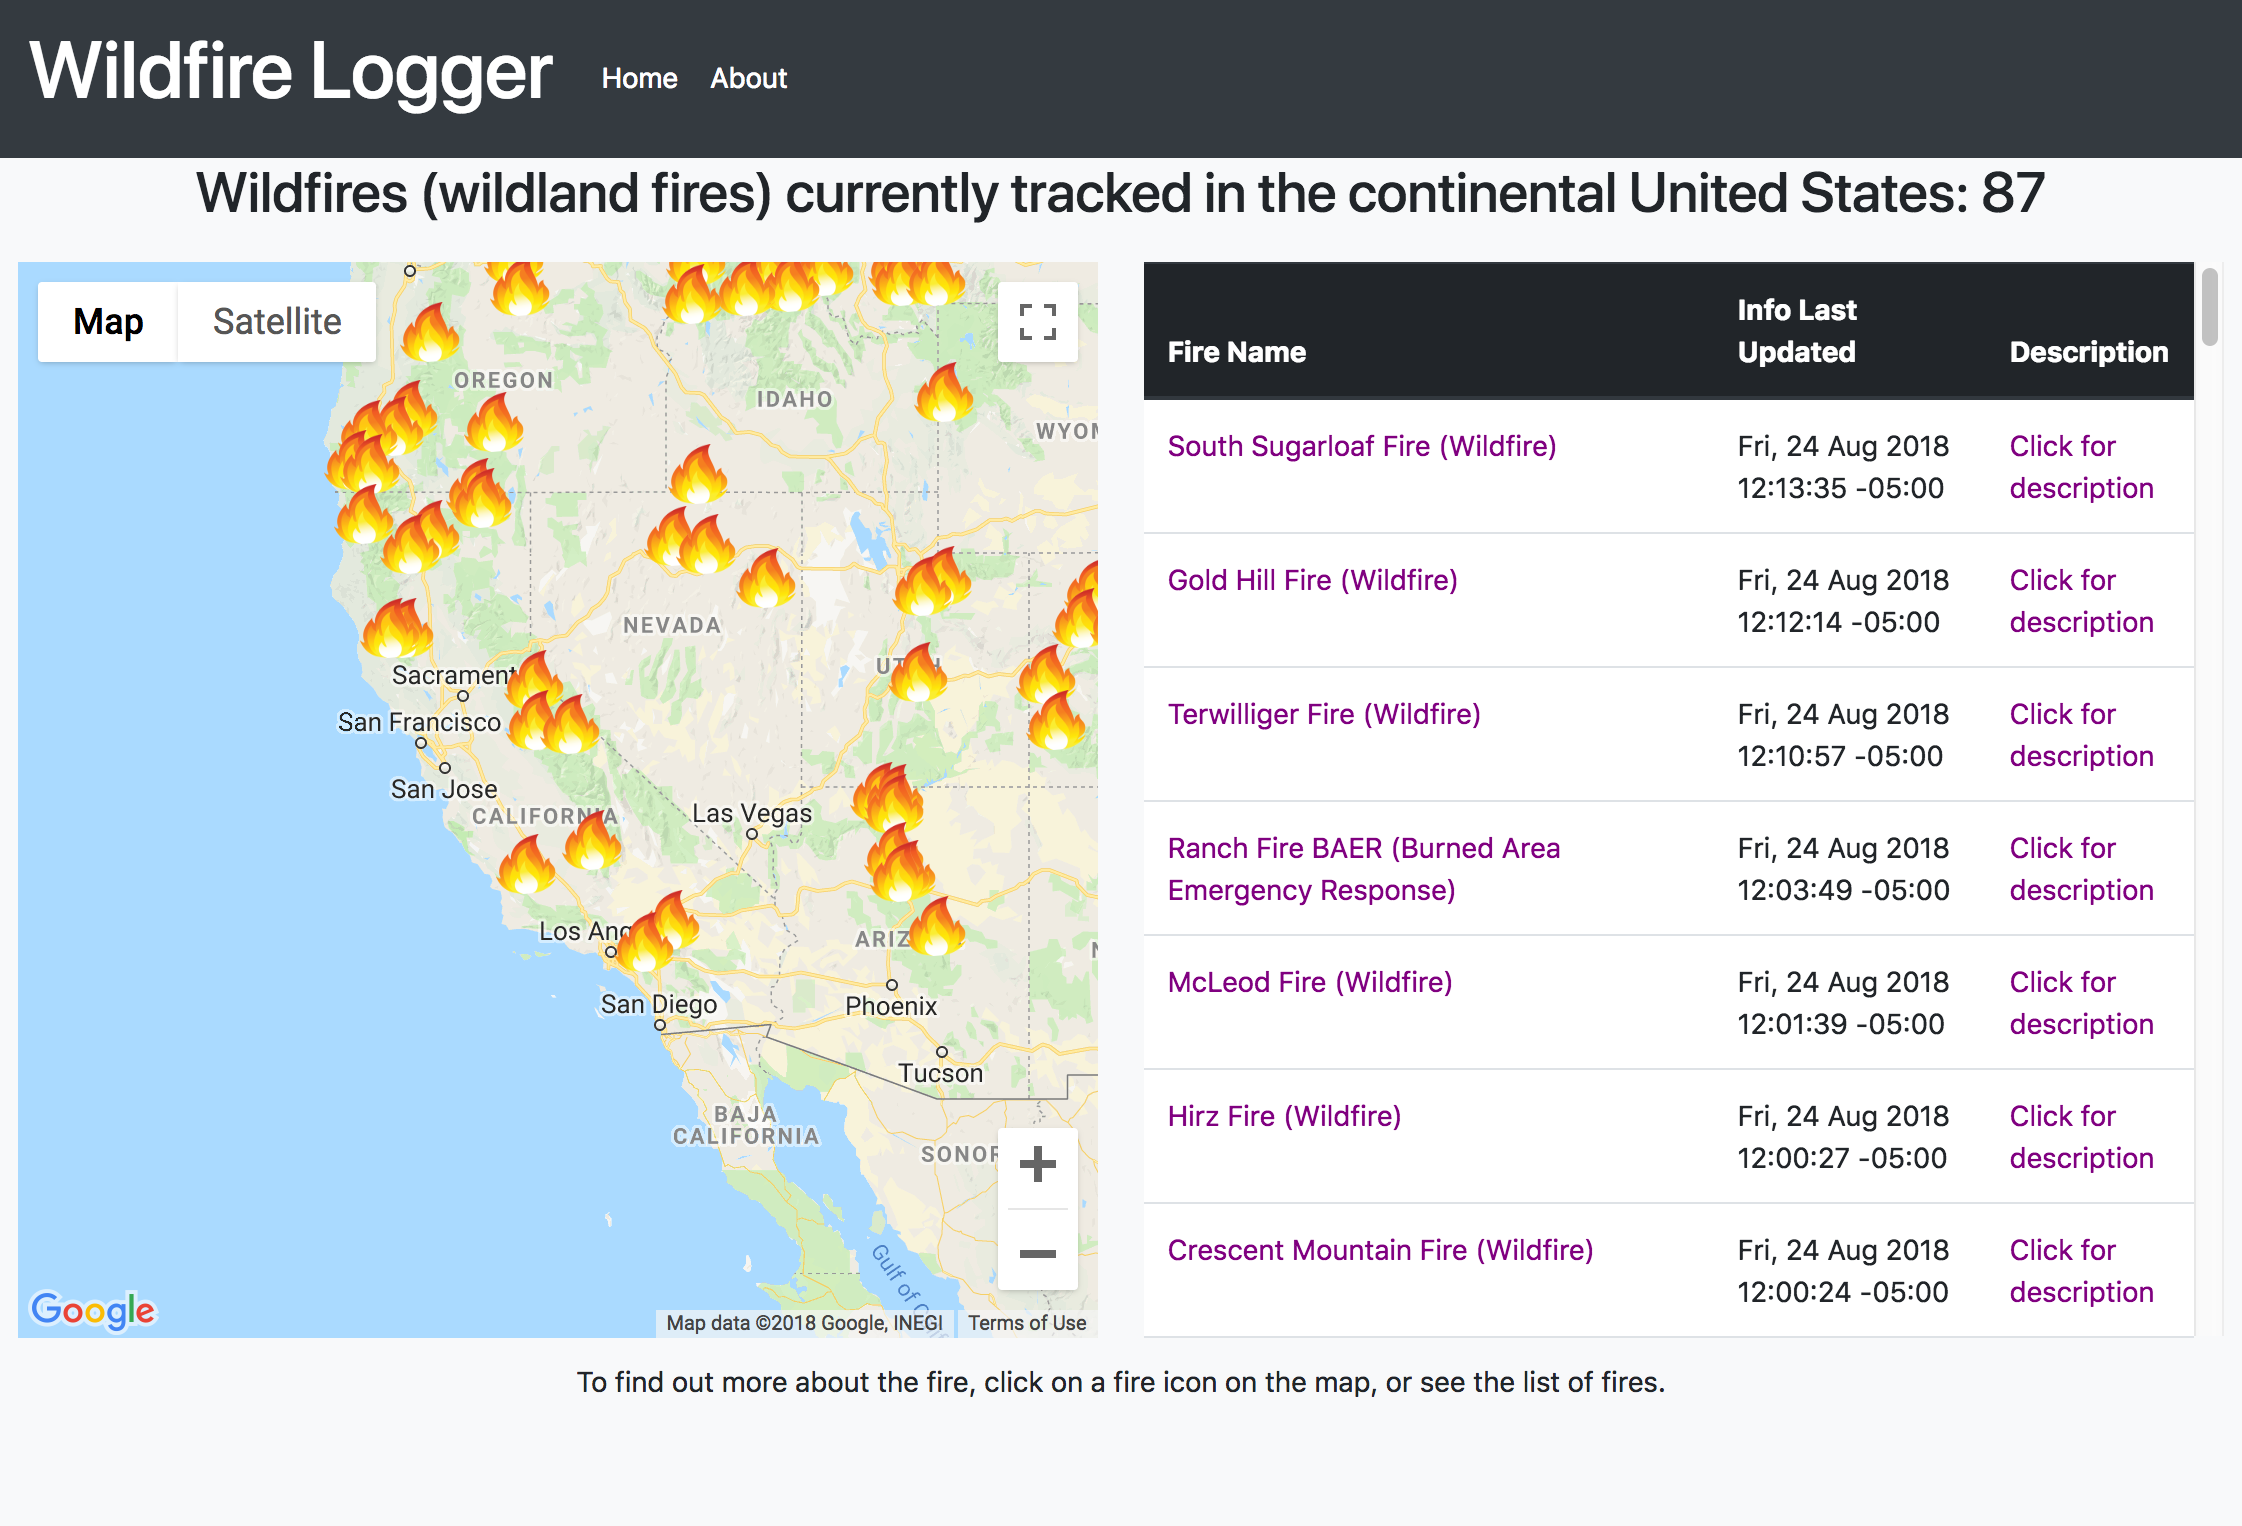 Wildfire Logger
Home
About
Wildfires (wildland fires) currently tracked in the continental United States: 87
Map
Satellite
OREGON
IDAHO
WYOM
NEVADA
UTAH
Sacrament
San Francisco
San Jose
CALIFORNIA
Las Vegas
Los Ang
ARIZ
San Diego
Phoenix
Tucson
BAJA
CALIFORNIA
SONOR
Gulf of
Google
Map data ©2018 Google, INEGI
Terms of Use
Fire Name
Info Last
Updated
Description
South Sugarloaf Fire (Wildfire)
Fri, 24 Aug 2018
12:13:35 -05:00
Click for
description
Gold Hill Fire (Wildfire)
Fri, 24 Aug 2018
12:12:14 -05:00
Click for
description
Terwilliger Fire (Wildfire)
Fri, 24 Aug 2018
12:10:57 -05:00
Click for
description
Ranch Fire BAER (Burned Area
Emergency Response)
Fri, 24 Aug 2018
12:03:49 -05:00
Click for
description
McLeod Fire (Wildfire)
Fri, 24 Aug 2018
12:01:39 -05:00
Click for
description
Hirz Fire (Wildfire)
Fri, 24 Aug 2018
12:00:27 -05:00
Click for
description
Crescent Mountain Fire (Wildfire)
Fri, 24 Aug 2018
12:00:24 -05:00
Click for
description
To find out more about the fire, click on a fire icon on the map, or see the list of fires.